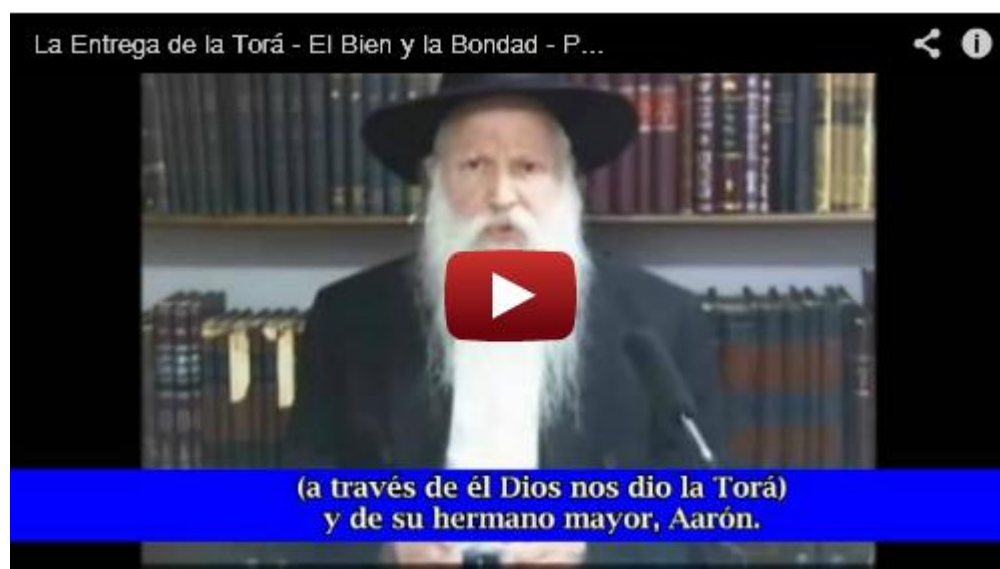 La Entrega de la Torá - El Bien y la Bondad - P...
(a través de él Dios nos dio la Torá)
y de su hermano mayor, Aarón.